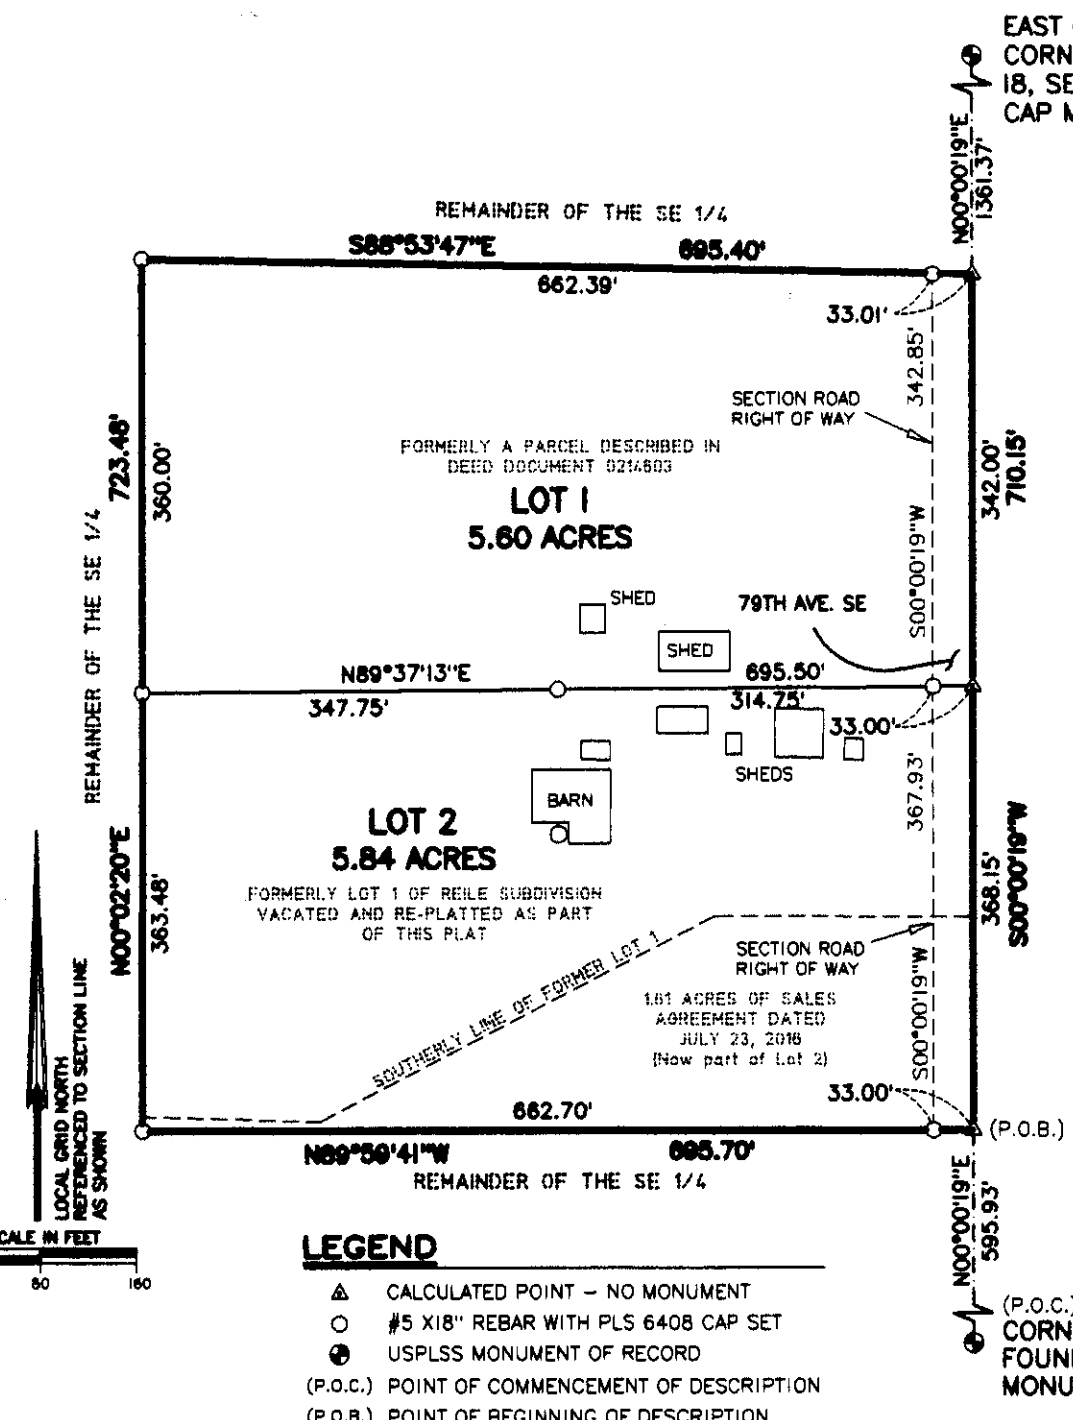 EAST
CORN
18, SE
CAP M
N00°00'19"E
1361.37'
REMAINDER OF THE SE 1/4
S88°53'47"E 695.40'
662.39'
33.01'
342.85'
SECTION ROAD
RIGHT OF WAY
723.48'
360.00'
FORMERLY A PARCEL DESCRIBED IN
DEED DOCUMENT 0214603
LOT 1
5.60 ACRES
342.00'
710.15'
S00°00'19"W
REMAINDER OF THE SE 1/4
SHED
79TH AVE. SE
SHED
N89°37'13"E 695.50'
347.75' 314.75'
33.00'
SHEDS
367.93'
BARN
LOT 2
5.84 ACRES
FORMERLY LOT 1 OF REILE SUBDIVISION
VACATED AND RE-PLATTED AS PART
OF THIS PLAT
N00°02'20"E
363.48'
368.15'
S00°00'19"W
SECTION ROAD
RIGHT OF WAY
SOUTHERLY LINE OF FORMER LOT 1
1.61 ACRES OF SALES
AGREEMENT DATED
JULY 23, 2016
(Now part of Lot 2)
S00°00'19"W
33.00'
LOCAL GRID NORTH
REFERENCED TO SECTION LINE
AS SHOWN
662.70'
(P.O.B.)
N89°59'41"W 695.70'
REMAINDER OF THE SE 1/4
N00°00'19"E
595.93'
CALE IN FEET
80 160
LEGEND
CALCULATED POINT – NO MONUMENT
#5 X18" REBAR WITH PLS 6408 CAP SET
USPLSS MONUMENT OF RECORD
(P.O.C.) POINT OF COMMENCEMENT OF DESCRIPTION
(P.O.B.) POINT OF BEGINNING OF DESCRIPTION
(P.O.C.)
CORN
FOUN
MONU